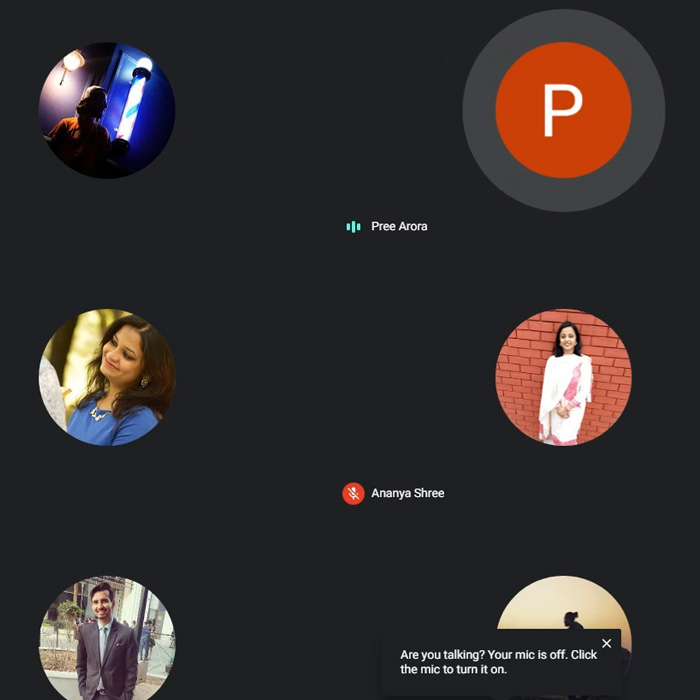 P
Pree Arora
Ananya Shree
Are you talking? Your mic is off. Click
the mic to turn it on.